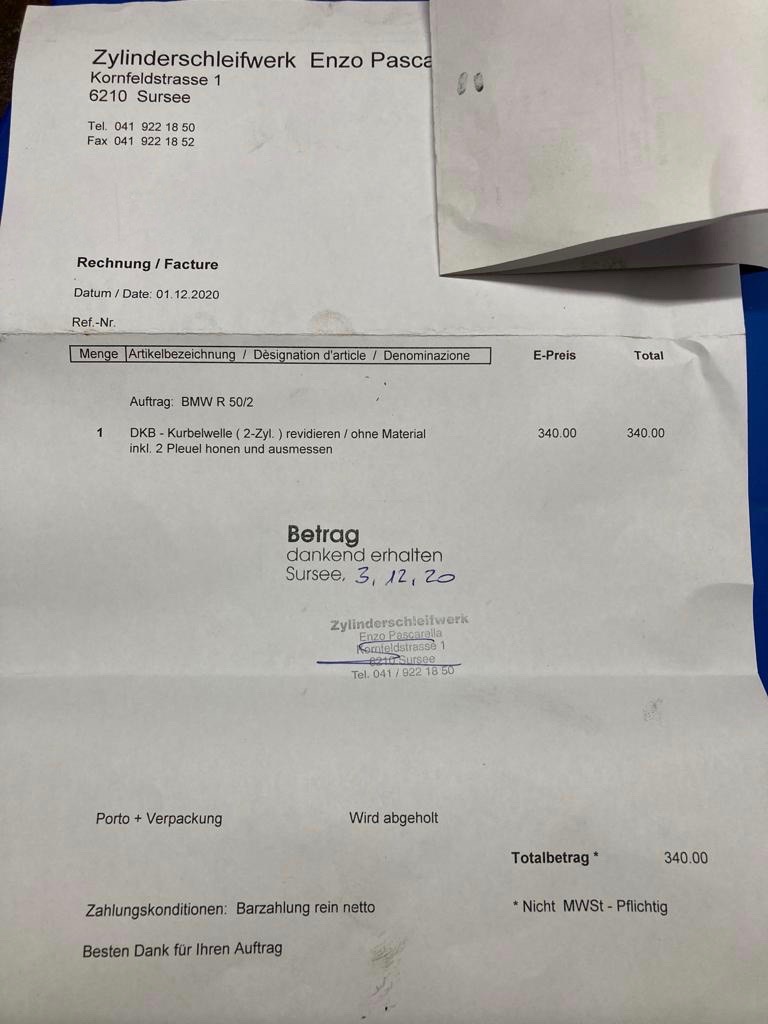 Zylinderschleifwerk Enzo Pasca
Kornfeldstrasse 1
6210 Sursee
Tel. 041 922 18 50
Fax 041 922 18 52
Rechnung / Facture
Datum / Date: 01.12.2020
Ref.-Nr.
Menge Artikelbezeichnung / Dèsignation d'article / Denominazione E-Preis Total
Auftrag: BMW R 50/2
1 DKB - Kurbelwelle ( 2-Zyl. ) revidieren / ohne Material 340.00 340.00
inkl. 2 Pleuel honen und ausmessen
Betrag
dankend erhalten
Sursee, 3, 12, 20
Zylinderschleifwerk
Enzo Pascarella
Kornfeldstrasse 1
6210 Sursee
Tel. 041 / 922 18 50
Porto + Verpackung Wird abgeholt
Totalbetrag * 340.00
Zahlungskonditionen: Barzahlung rein netto * Nicht MWSt - Pflichtig
Besten Dank für Ihren Auftrag